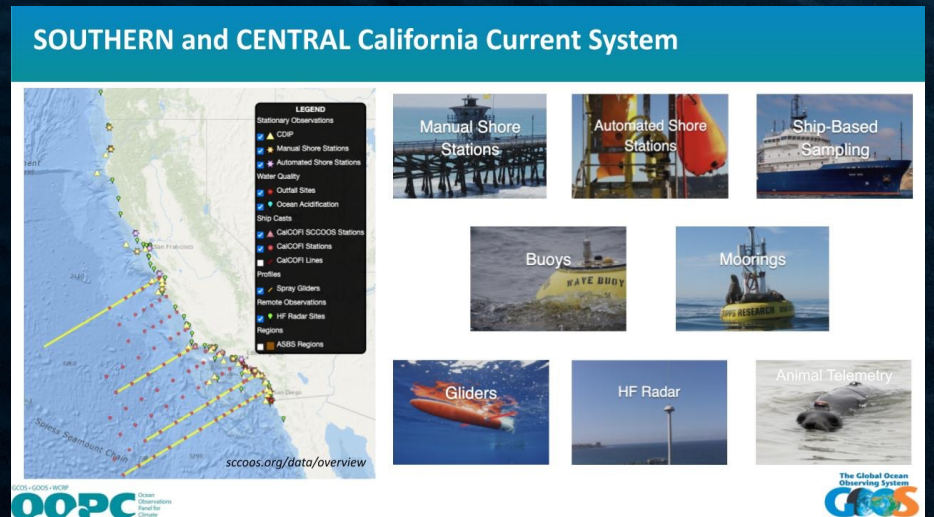 SOUTHERN and CENTRAL California Current System
LEGEND
Stationary Observations
CDIP
Manual Shore Stations
Automated Shore Stations
Water Quality
Outfall Sites
Ocean Acidification
Ship Casts
CalCOFI SCCOOS Stations
CalCOFI Stations
CalCOFI Lines
Profiles
Spray Gliders
Remote Observations
HF Radar Sites
Regions
ASBS Regions
San Francisco
San Diego
Spiess Seamount Chain
sccoos.org/data/overview
Manual Shore
Stations
Automated Shore
Stations
Ship-Based
Sampling
Buoys
WAVE BUOY
Moorings
RESEARCH
Gliders
HF Radar
Animal Telemetry
GCOS • GOOS • WCRP
OOPC
Ocean
Observations
Panel for
Climate
The Global Ocean
Observing System
GOOS